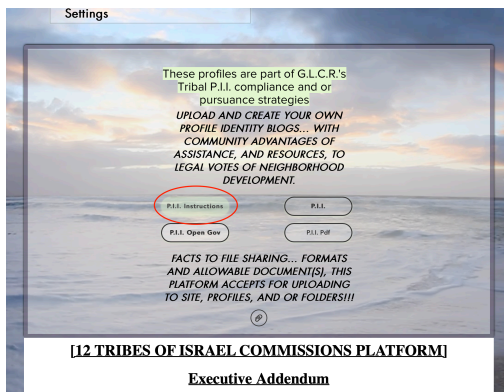 Settings
These profiles are part of G.L.C.R.'s
Tribal P.I.I. compliance and or
pursuance strategies
UPLOAD AND CREATE YOUR OWN
PROFILE IDENTITY BLOGS... WITH
COMMUNITY ADVANTAGES OF
ASSISTANCE, AND RESOURCES, TO
LEGAL VOTES OF NEIGHBORHOOD
DEVELOPMENT.
P.I.I. Instructions
P.I.I.
P.I.I. Open Gov
P.I.I. Pdf
FACTS TO FILE SHARING... FORMATS
AND ALLOWABLE DOCUMENT(S), THIS
PLATFORM ACCEPTS FOR UPLOADING
TO SITE, PROFILES, AND OR FOLDERS!!!
[12 TRIBES OF ISRAEL COMMISSIONS PLATFORM]
Executive Addendum